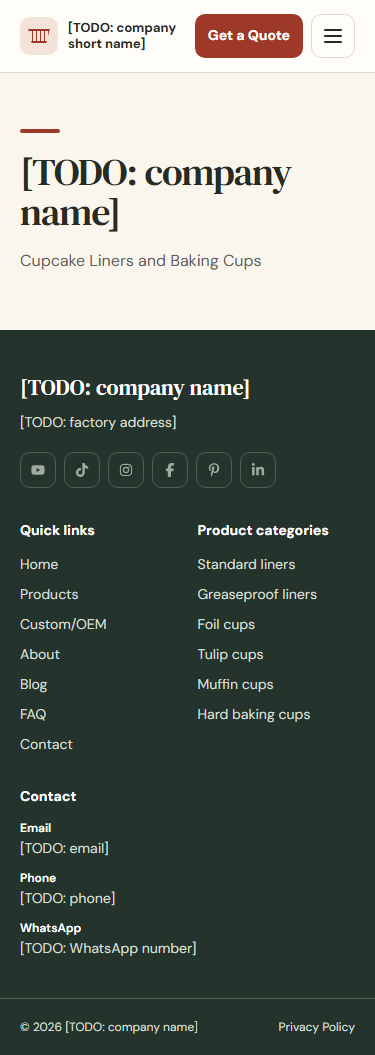 [TODO: company
short name]
Get a Quote
[TODO: company
name]
Cupcake Liners and Baking Cups
[TODO: company name]
[TODO: factory address]
Quick links
Home
Products
Custom/OEM
About
Blog
FAQ
Contact
Product categories
Standard liners
Greaseproof liners
Foil cups
Tulip cups
Muffin cups
Hard baking cups
Contact
Email
[TODO: email]
Phone
[TODO: phone]
WhatsApp
[TODO: WhatsApp number]
© 2026 [TODO: company name]
Privacy Policy